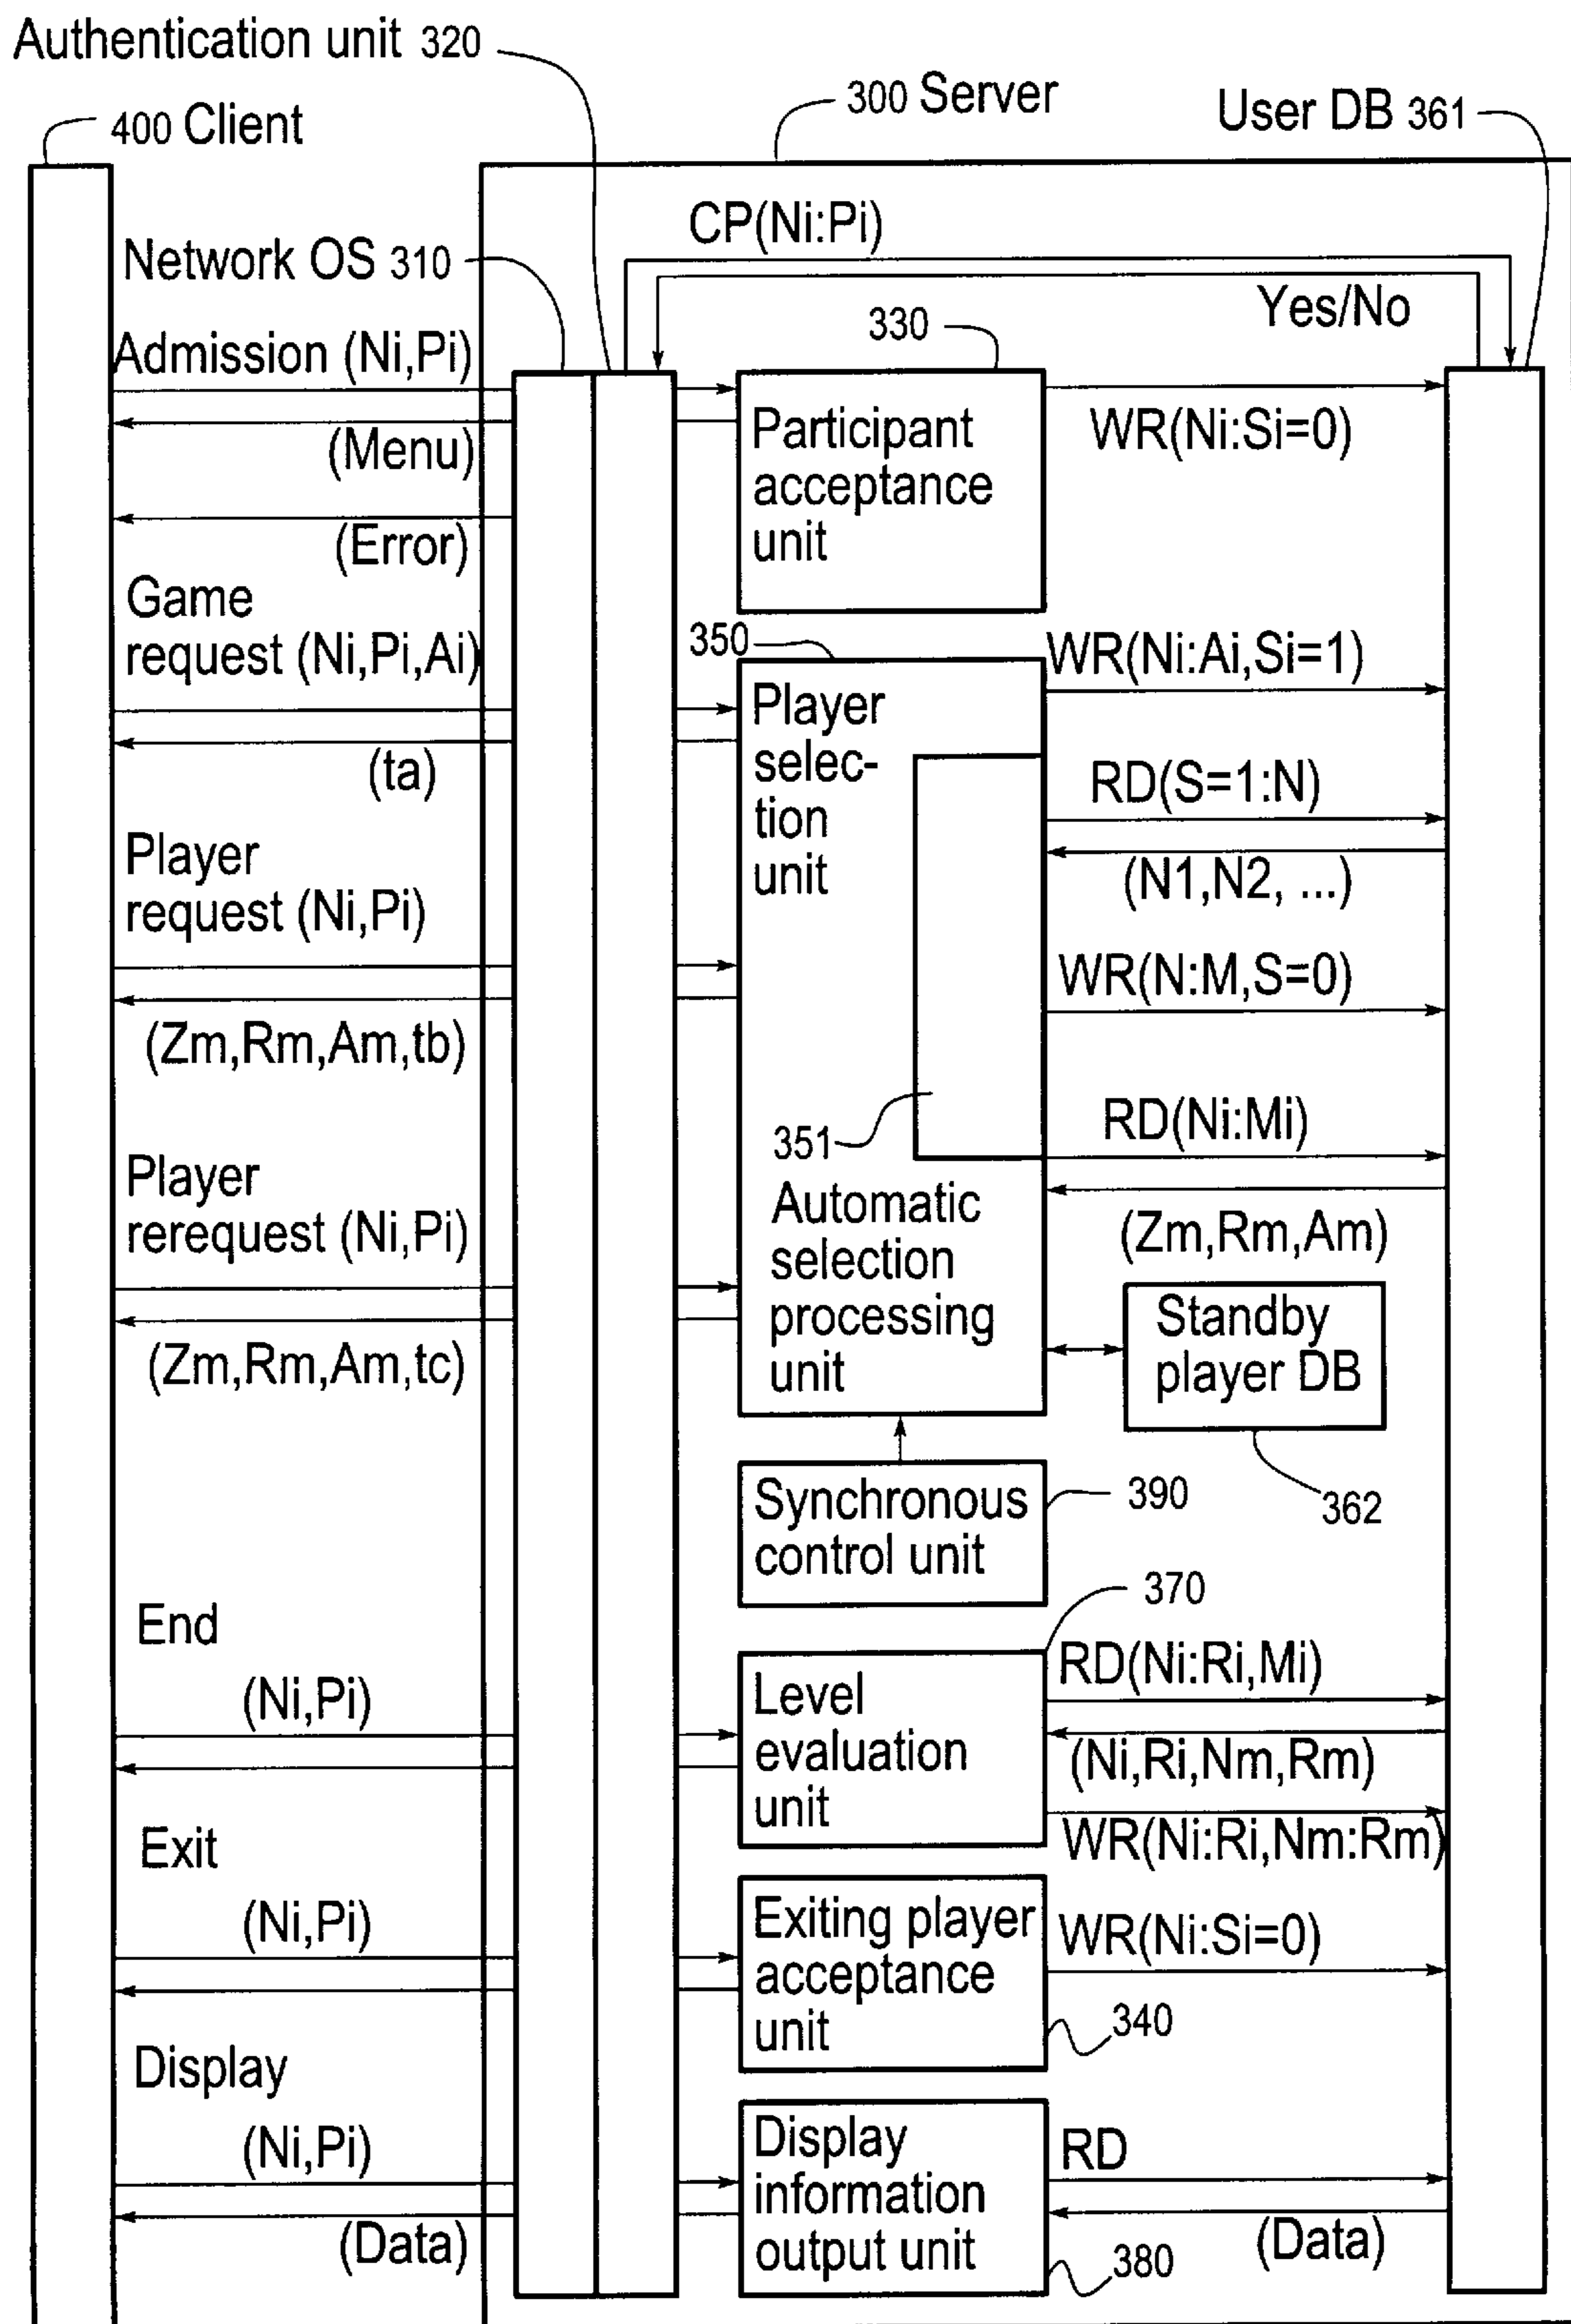 Authentication unit 320
300 Server
User DB 361
400 Client
CP(Ni:Pi)
Network OS 310
Yes/No
330
Admission (Ni,Pi)
(Menu)
(Error)
Participant
acceptance
unit
WR(Ni:Si=0)
Game
request (Ni,Pi,Ai)
(ta)
350
Player
selec-
tion
unit
WR(Ni:Ai,Si=1)
RD(S=1:N)
(N1,N2, ...)
Player
request (Ni,Pi)
(Zm,Rm,Am,tb)
WR(N:M,S=0)
351
RD(Ni:Mi)
(Zm,Rm,Am)
Player
rerequest (Ni,Pi)
(Zm,Rm,Am,tc)
Automatic
selection
processing
unit
Standby
player DB
362
Synchronous
control unit
390
370
End
(Ni,Pi)
Level
evaluation
unit
RD(Ni:Ri,Mi)
(Ni,Ri,Nm,Rm)
WR(Ni:Ri,Nm:Rm)
Exit
(Ni,Pi)
Exiting player
acceptance
unit
WR(Ni:Si=0)
340
Display
(Ni,Pi)
(Data)
Display
information
output unit
RD
(Data)
380